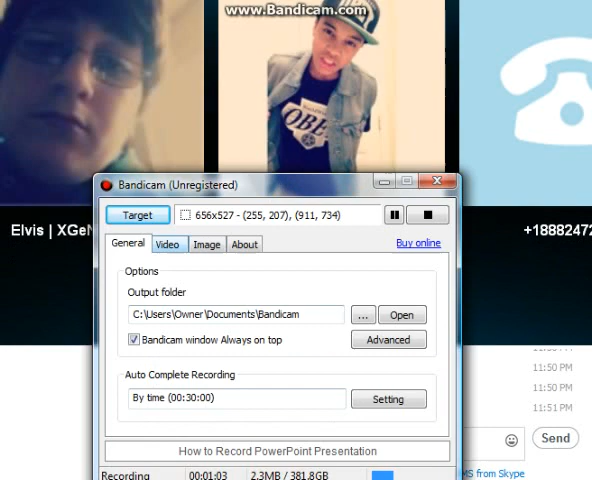 www.Bandicam.com
OBEY
Bandicam (Unregistered)
Target
656x527 - (255, 207), (911, 734)
Elvis | XGeN
+18882472
General Video Image About
Buy online
Options
Output folder
C:\Users\Owner\Documents\Bandicam
...
Open
Bandicam window Always on top
Advanced
Auto Complete Recording
By time (00:30:00)
Setting
11:50 PM
11:50 PM
11:51 PM
How to Record PowerPoint Presentation
Send
Recording 00:01:03 2.3MB / 381.8GB
MS from Skype